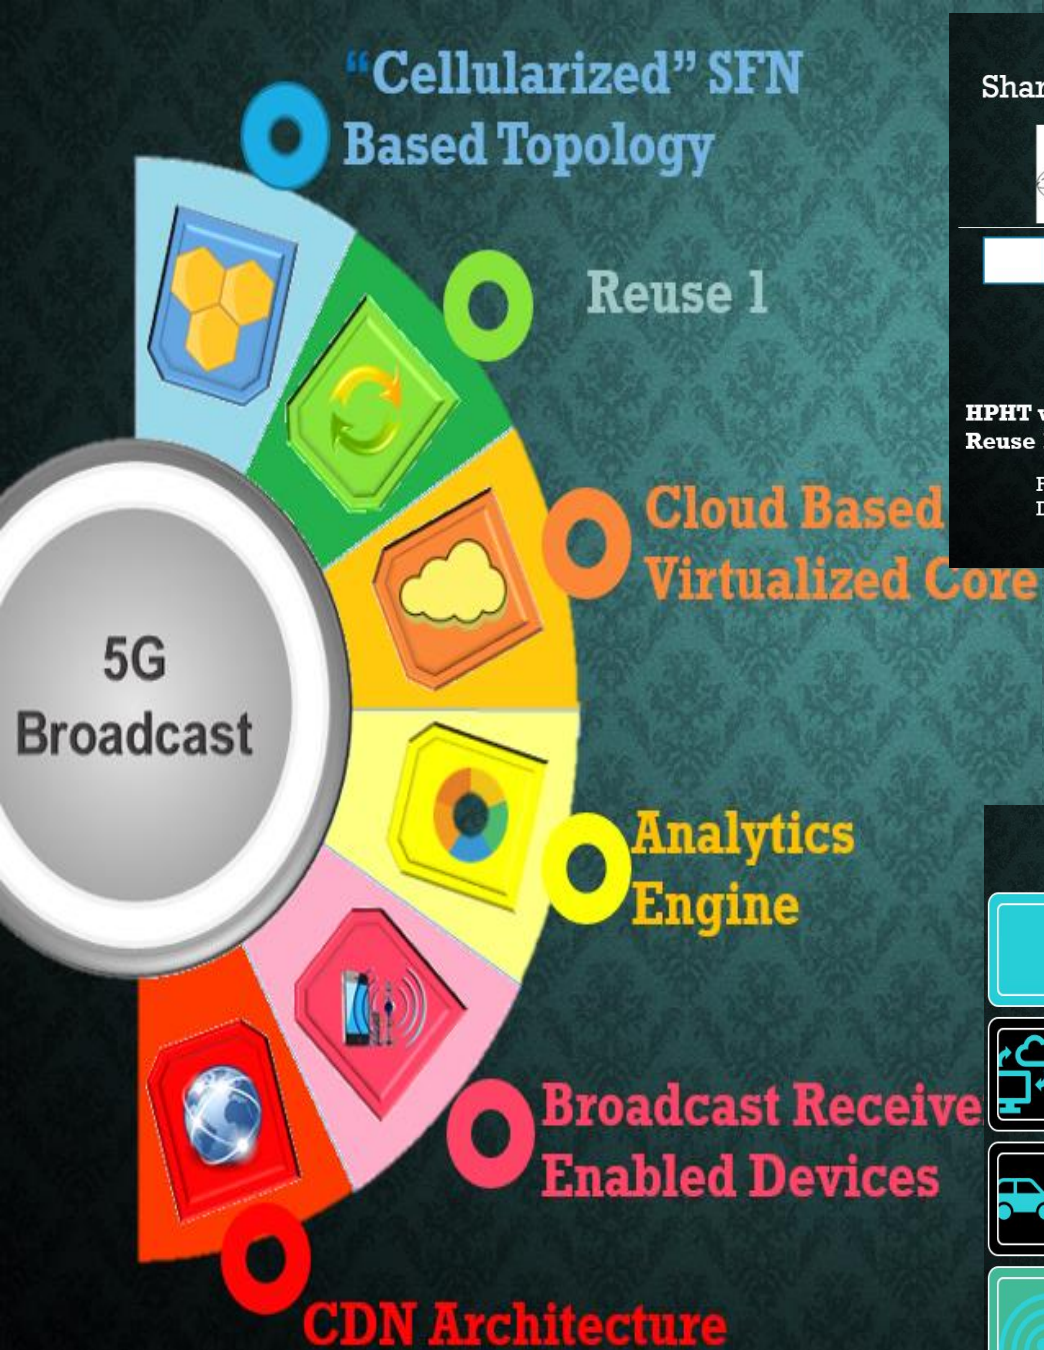 “Cellularized” SFN
Based Topology
Reuse 1
Cloud Based
Virtualized Core
5G
Broadcast
Analytics
Engine
Broadcast Receive
Enabled Devices
CDN Architecture
HPHT
Reuse